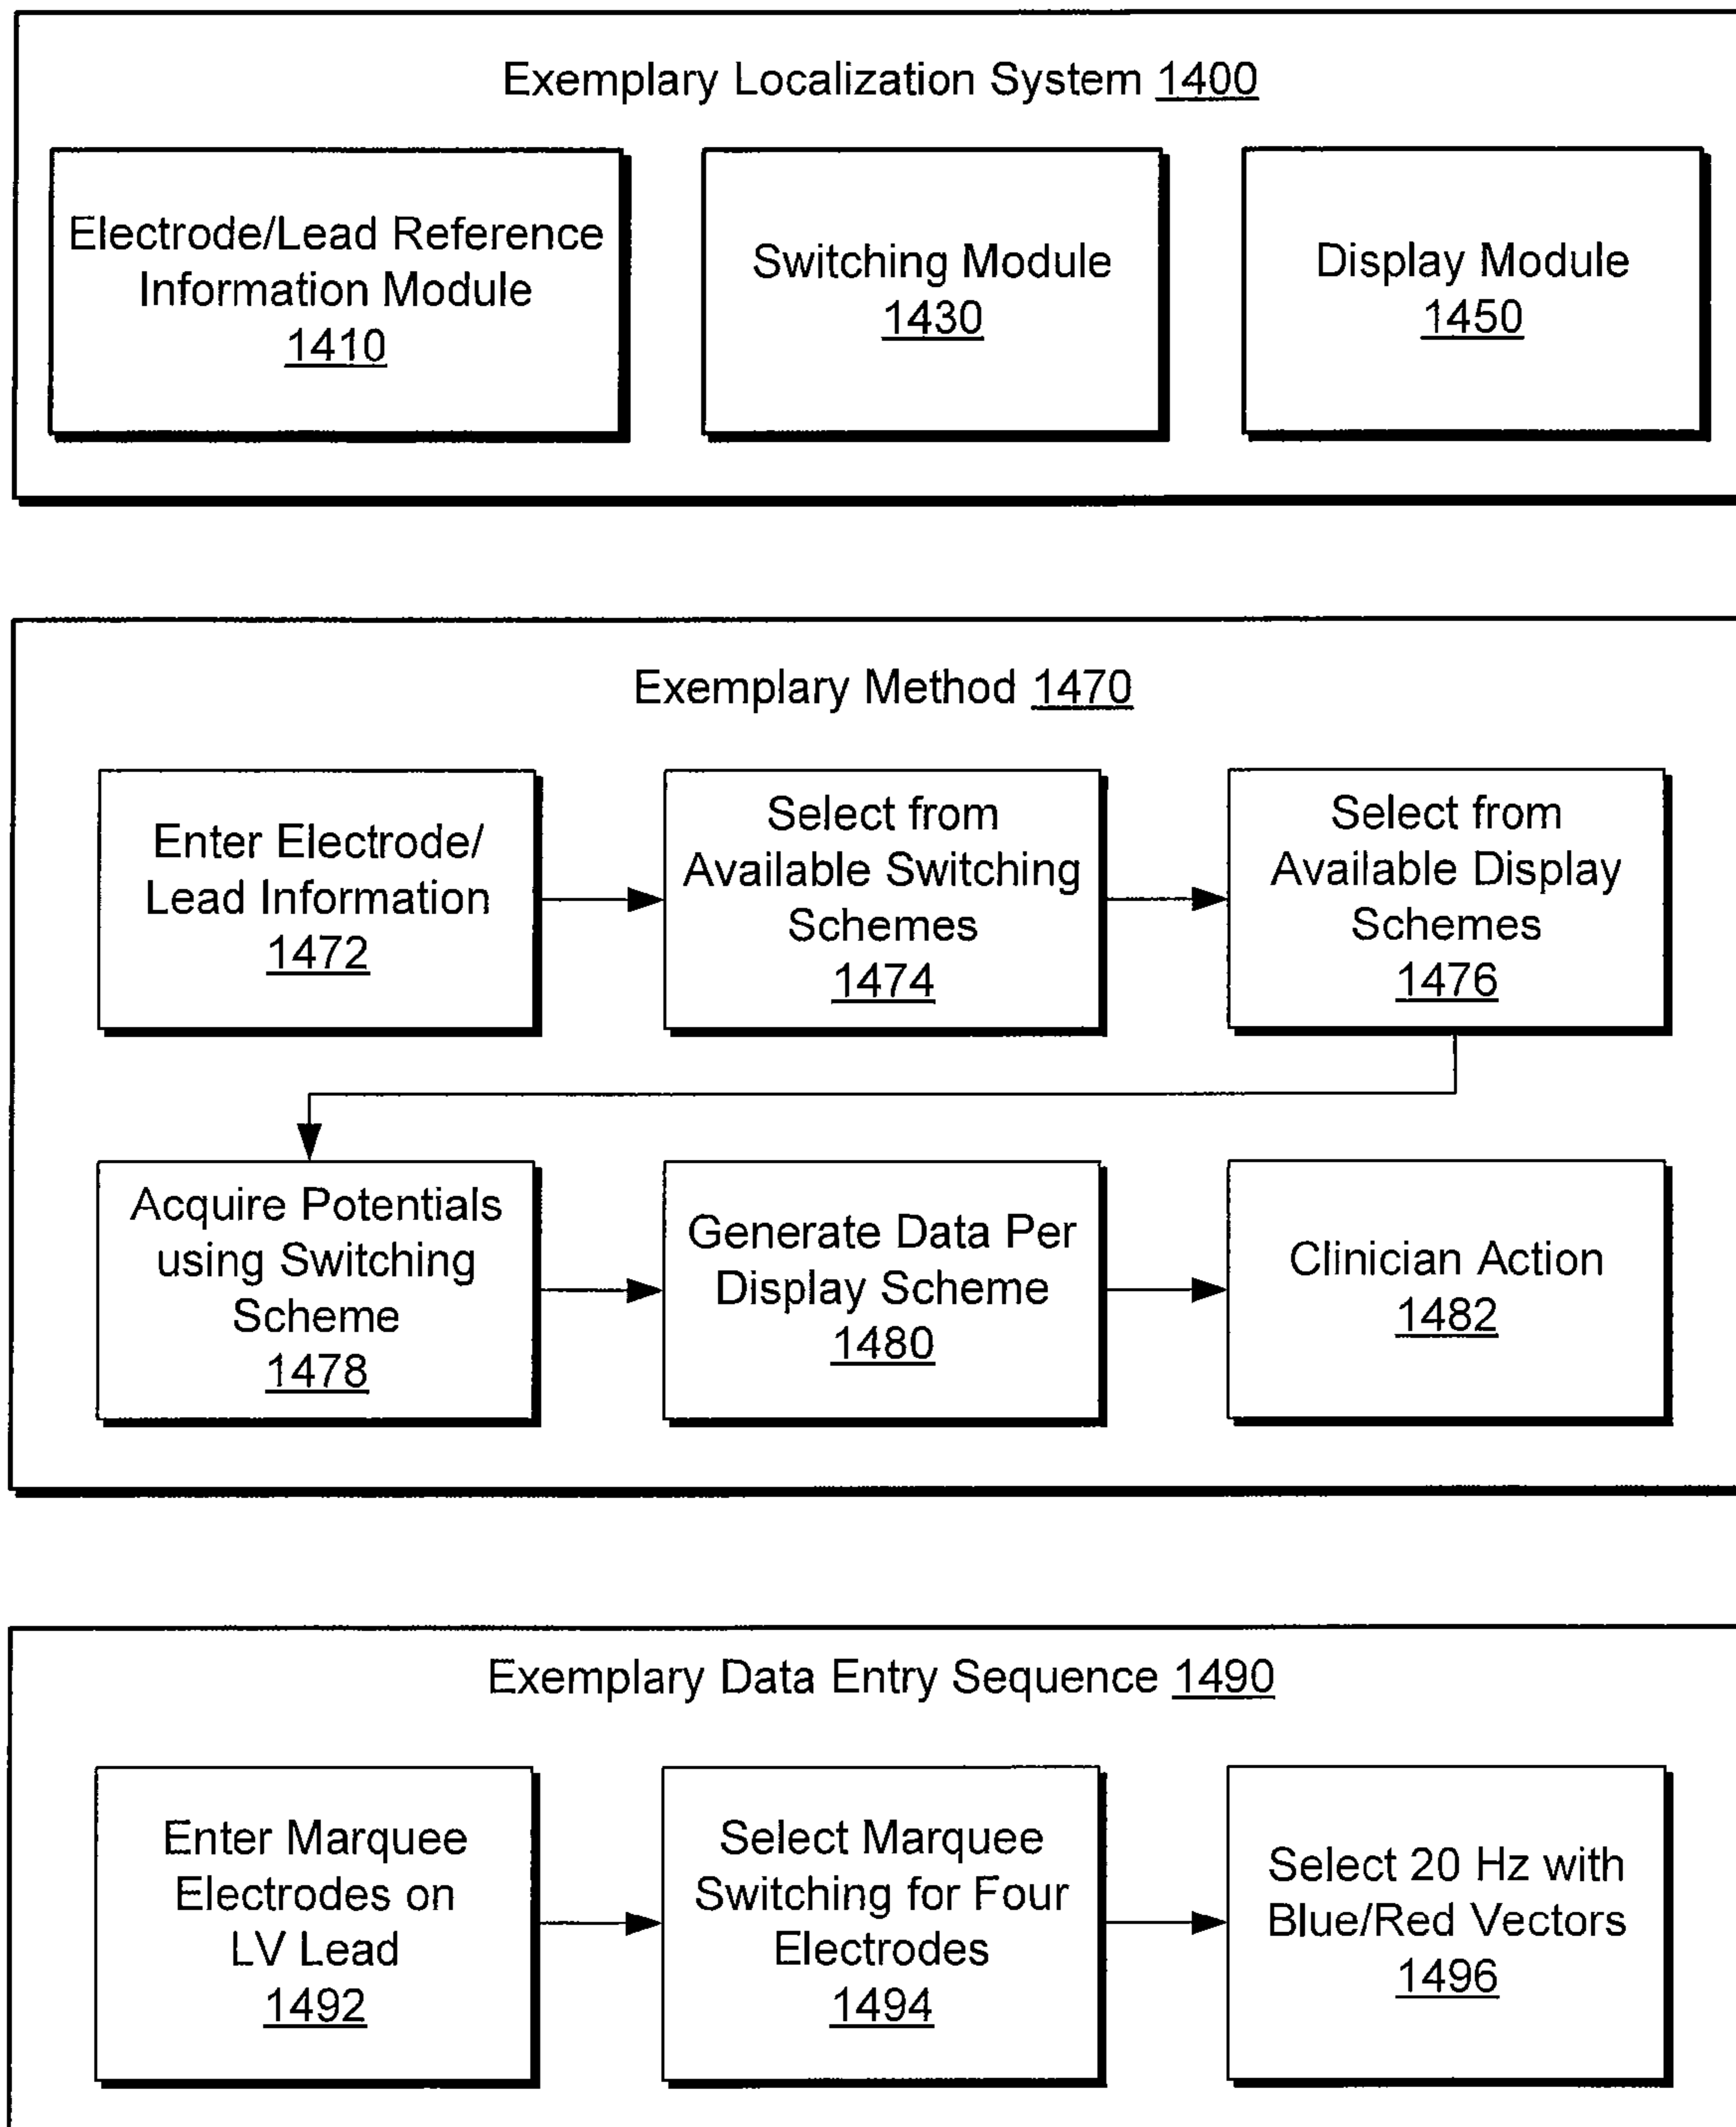 Exemplary Localization System 1400
Electrode/Lead Reference
Information Module
1410
Switching Module
1430
Display Module
1450
Exemplary Method 1470
Enter Electrode/
Lead Information
1472
Select from
Available Switching
Schemes
1474
Select from
Available Display
Schemes
1476
Acquire Potentials
using Switching
Scheme
1478
Generate Data Per
Display Scheme
1480
Clinician Action
1482
Exemplary Data Entry Sequence 1490
Enter Marquee
Electrodes on
LV Lead
1492
Select Marquee
Switching for Four
Electrodes
1494
Select 20 Hz with
Blue/Red Vectors
1496